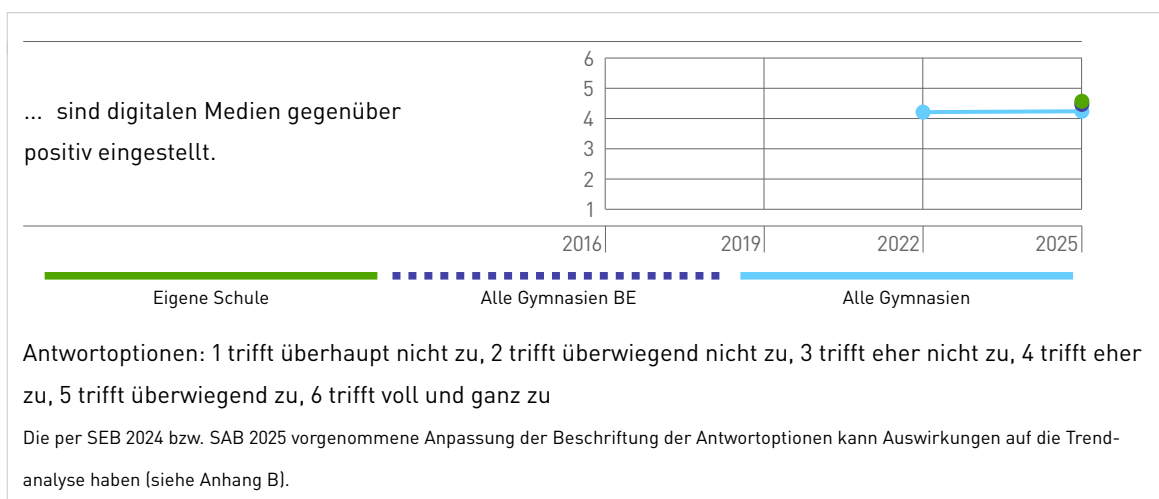 6
5
4
3
2
1
... sind digitalen Medien gegenüber
positiv eingestellt.
2016 2019 2022 2025
Eigene Schule Alle Gymnasien BE Alle Gymnasien
Antwortoptionen: 1 trifft überhaupt nicht zu, 2 trifft überwiegend nicht zu, 3 trifft eher nicht zu, 4 trifft eher
zu, 5 trifft überwiegend zu, 6 trifft voll und ganz zu
Die per SEB 2024 bzw. SAB 2025 vorgenommene Anpassung der Beschriftung der Antwortoptionen kann Auswirkungen auf die Trend-
analyse haben (siehe Anhang B).